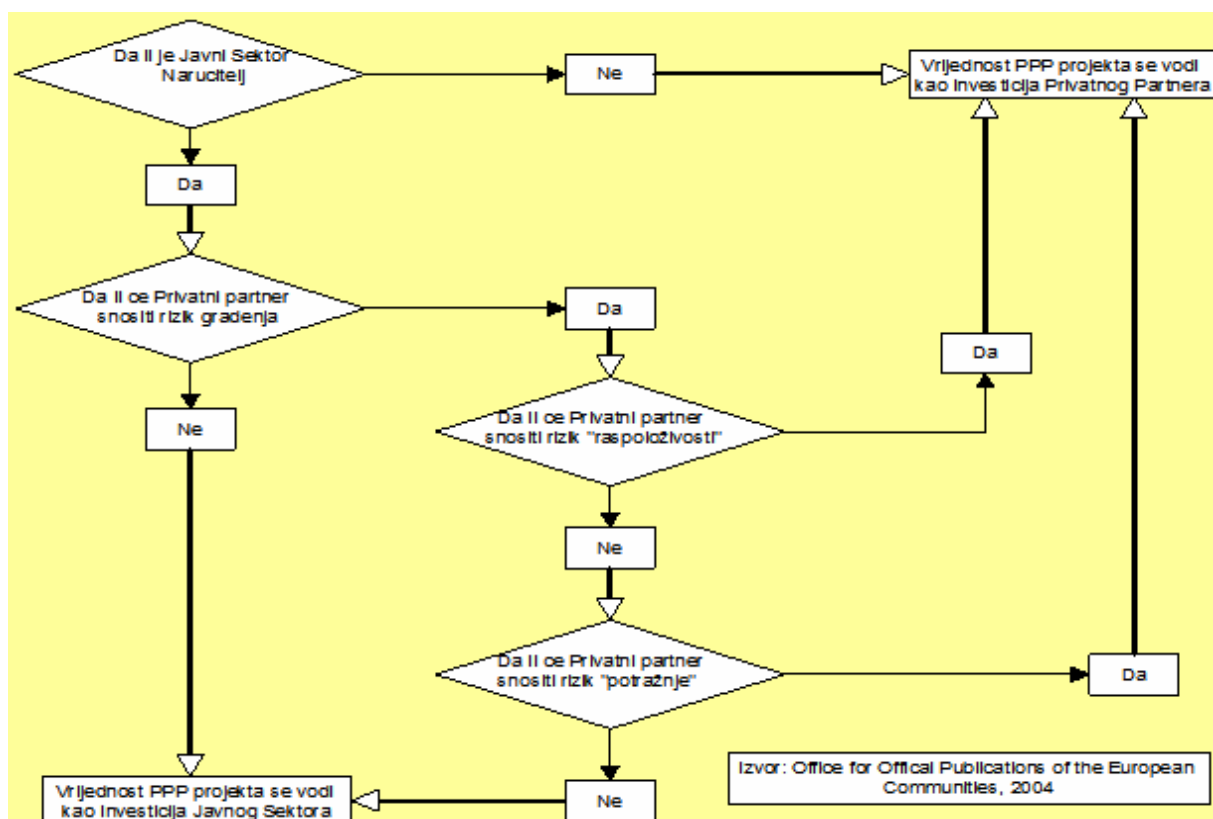 Da li je Javni Sektor
Narucitelj
Ne
Vrijednost PPP projekta se vodi
kao Investicija Privatnog Partnera
Da
Da li ce Privatni partner
snositi rizik gradenja
Da
Da
Ne
Da li ce Privatni partner
snositi rizik "raspoloživosti"
Ne
Da li ce Privatni partner
snositi rizik "potražnje"
Da
Izvor: Office for Offical Publications of the European
Communities, 2004
Vrijednost PPP projekta se vodi
kao Investicija Javnog Sektora
Ne